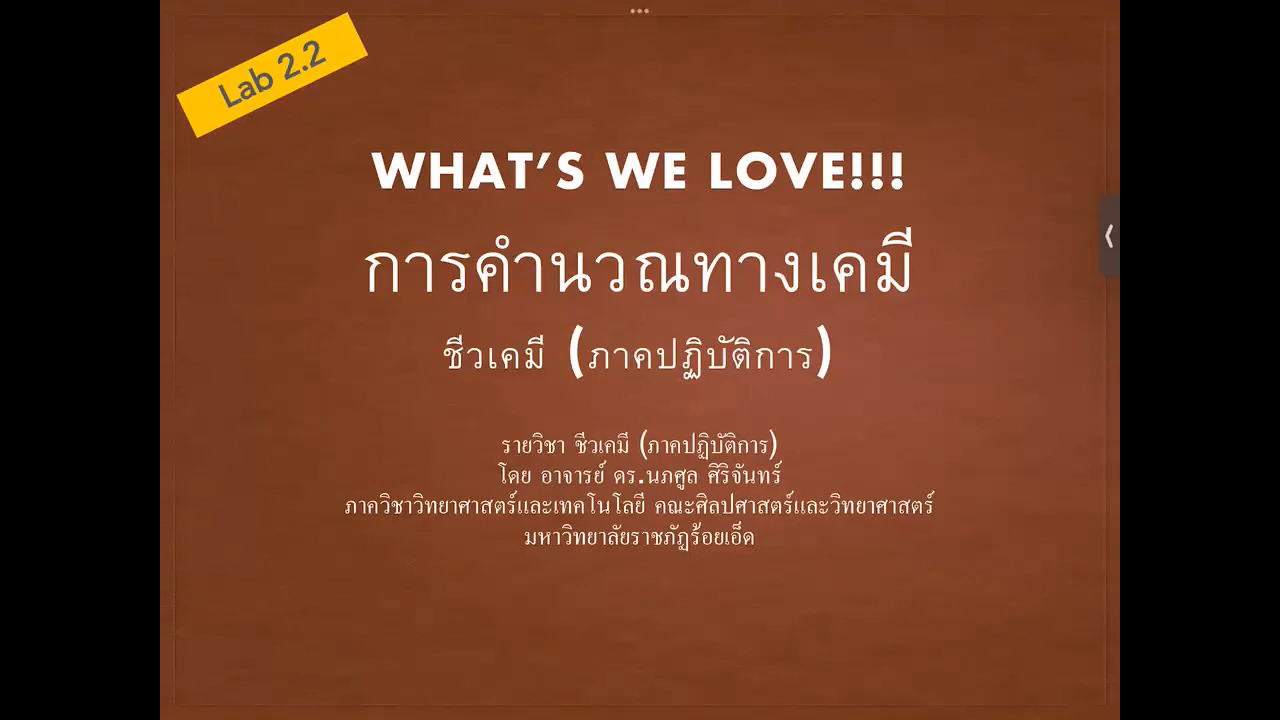 Lab 2.2
WHAT'S WE LOVE!!!
การคำนวณทางเคมี
ชีวเคมี (ภาคปฏิบัติการ)
รายวิชา ชีวเคมี (ภาคปฏิบัติการ)
โดย อาจารย์ ดร.นภศูล ศิริจันทร์
ภาควิชาวิทยาศาสตร์และเทคโนโลยี คณะศิลปศาสตร์และวิทยาศาสตร์
มหาวิทยาลัยราชภัฏร้อยเอ็ด